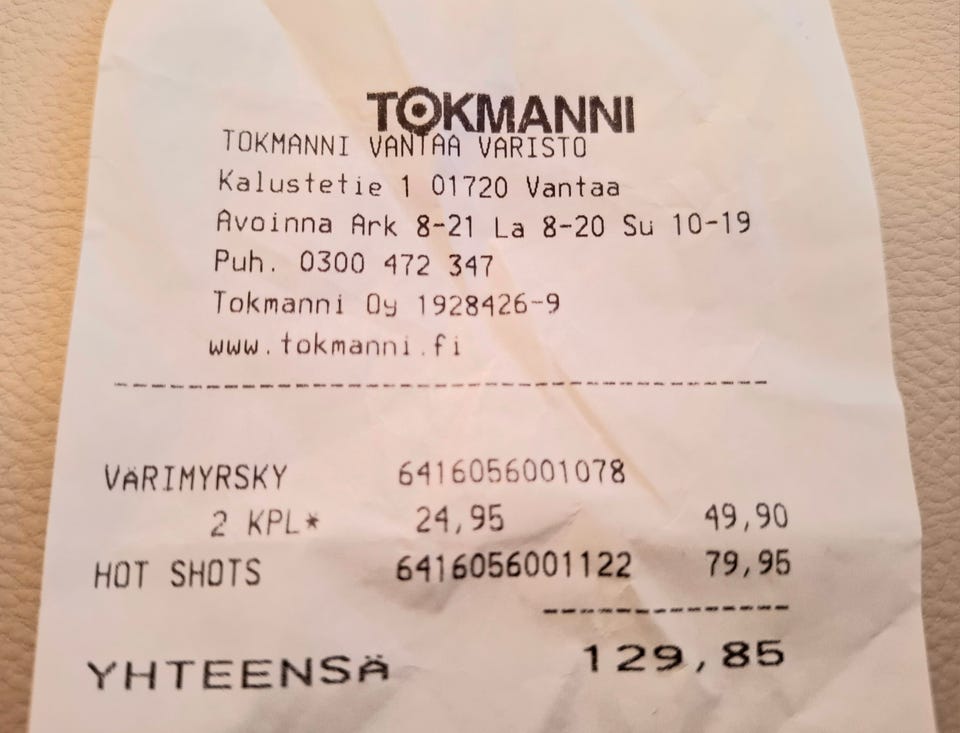 TOKMANNI
TOKMANNI VANTAA VARISTO
Kalustetie 1 01720 Vantaa
Avoinna Ark 8-21 La 8-20 Su 10-19
Puh. 0300 472 347
Tokmanni Oy 1928426-9
www.tokmanni.fi
VÄRIMYRSKY 6416056001078
2 KPL* 24,95 49,90
HOT SHOTS 6416056001122 79,95
YHTEENSÄ 129,85